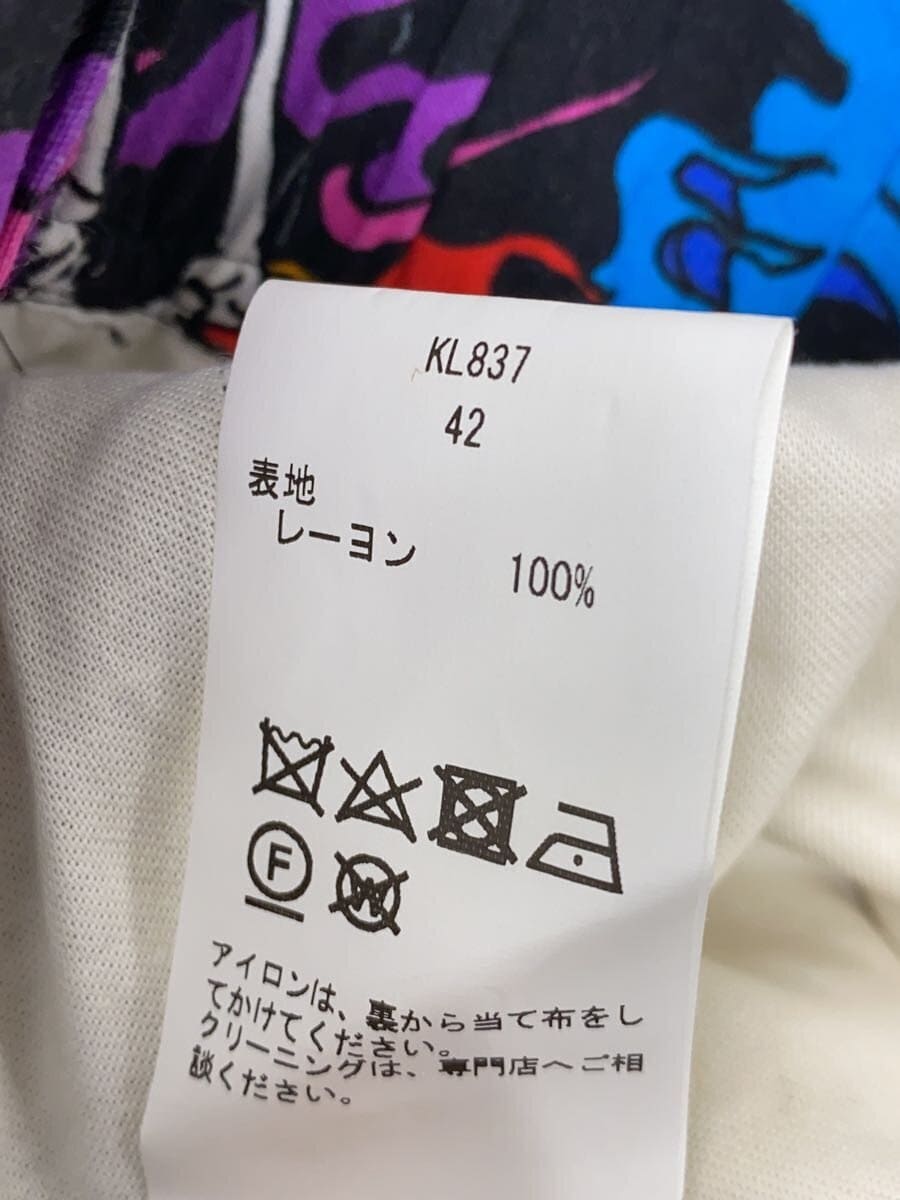 KL837
42
表地
レーヨン 100%
F
W
アイロンは、裏から当て布をし
てかけてください。
クリーニングは、専門店へご相
談ください。